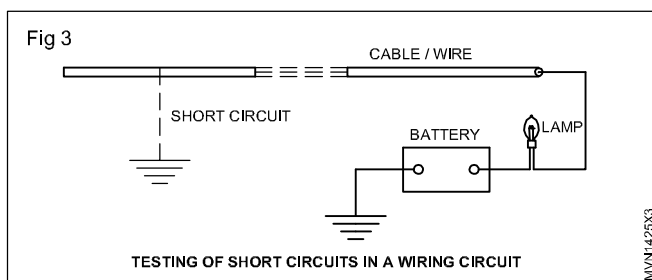 Fig 3
CABLE / WIRE
SHORT CIRCUIT
BATTERY
LAMP
TESTING OF SHORT CIRCUITS IN A WIRING CIRCUIT
MVN1425X3